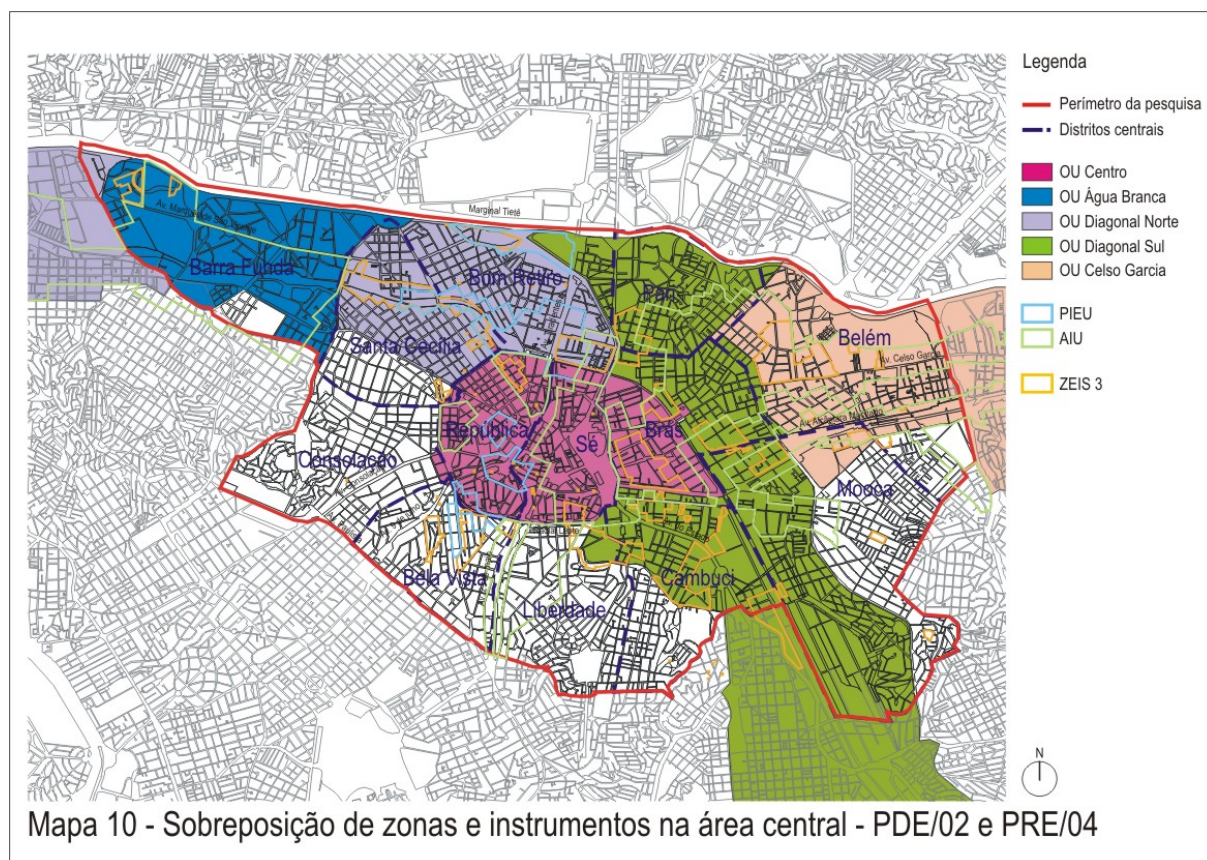 Legenda
Perímetro da pesquisa
Distritos centrais
OU Centro
OU Água Branca
OU Diagonal Norte
OU Diagonal Sul
OU Celso Garcia
PIEU
AIU
ZEIS 3
Marginal Tietê
Barra Funda
Bom Retiro
Pari
Santa Cecília
Belém
Av. Celso Garcia
República
Sé
Brás
Consolação
Mooca
Bela Vista
Cambuci
Liberdade
N
Mapa 10 - Sobreposição de zonas e instrumentos na área central - PDE/02 e PRE/04